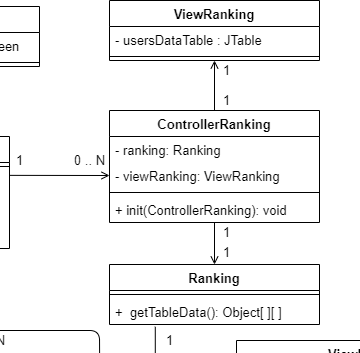 ViewRanking
- usersDataTable : JTable
een
1
1
ControllerRanking
- ranking: Ranking
- viewRanking: ViewRanking
1
0 .. N
+ init(ControllerRanking): void
1
1
Ranking
+ getTableData(): Object[ ][ ]
N
1